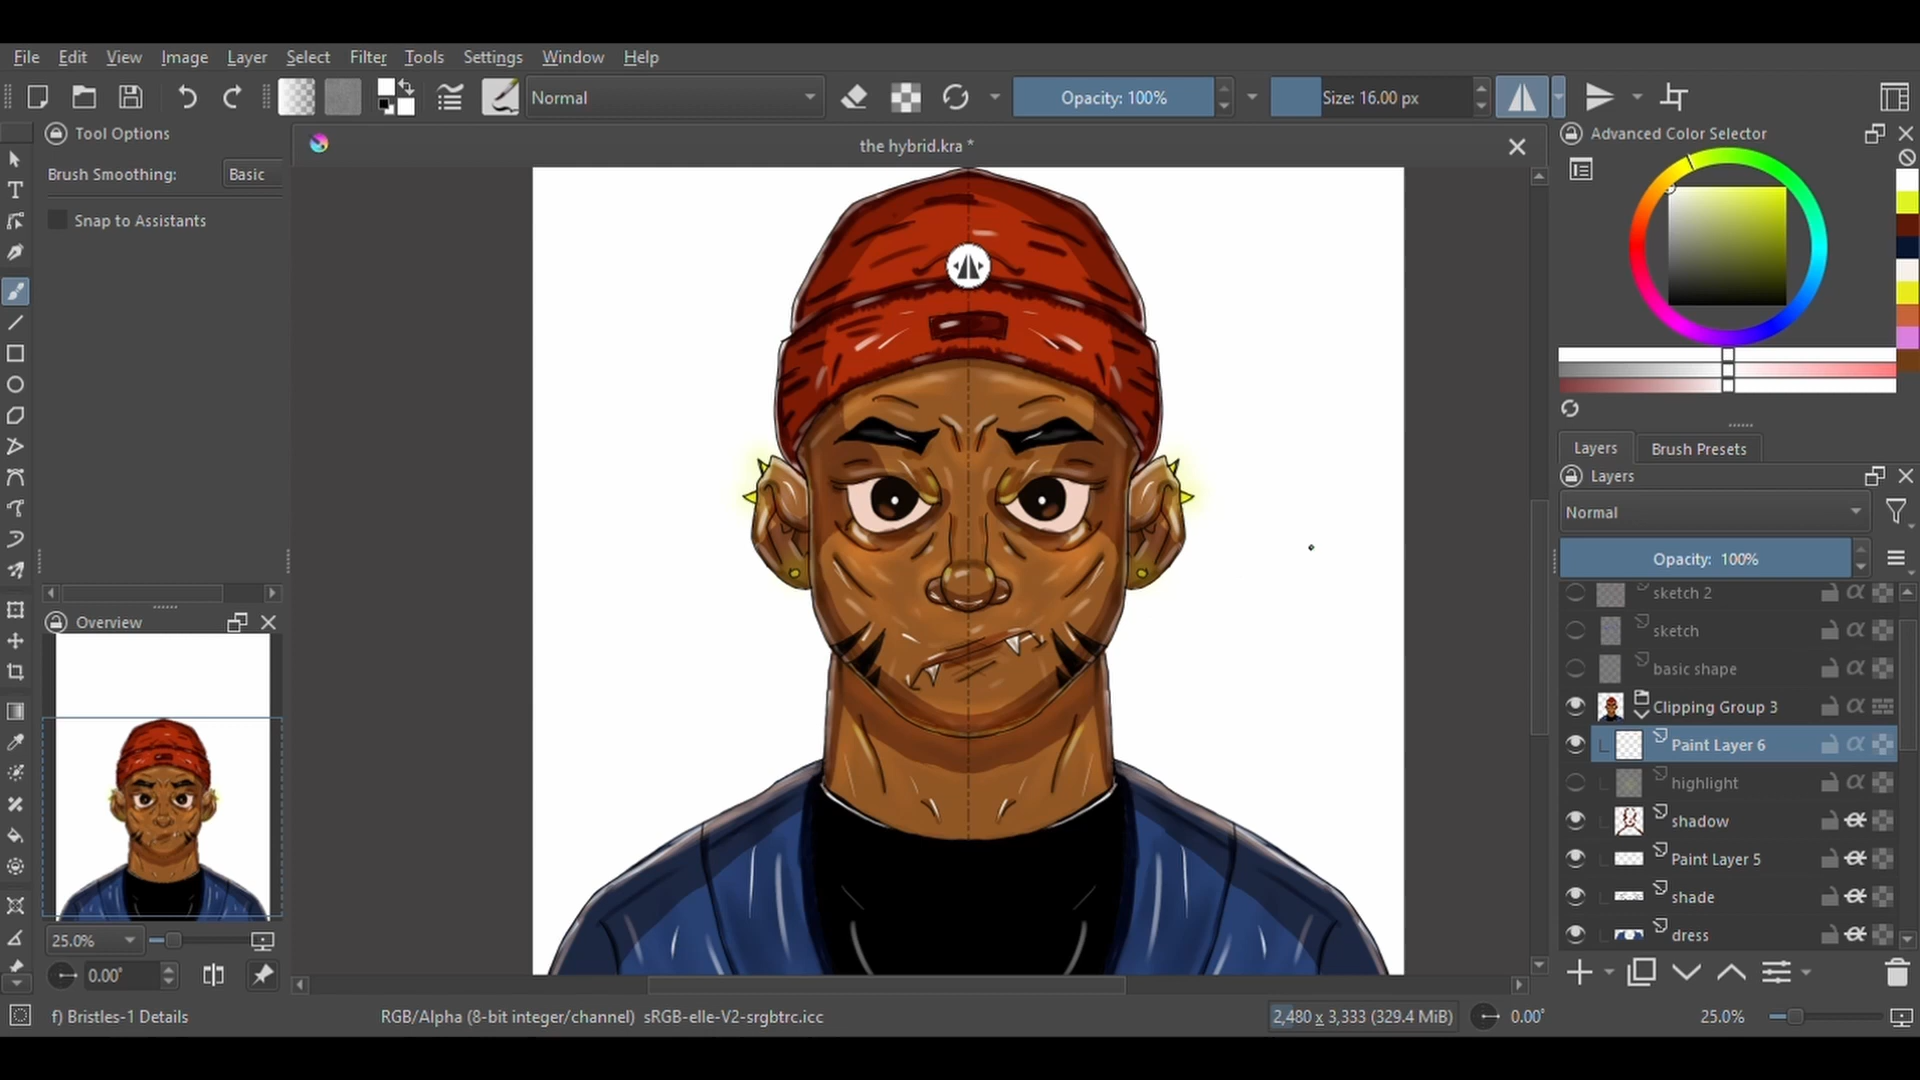 File Edit View Image Layer Select Filter Tools Settings Window Help
Normal Opacity: 100% Size: 16.00 px
Tool Options
Brush Smoothing: Basic
Snap to Assistants
the hybrid.kra *
Advanced Color Selector
Layers Brush Presets
Layers
Normal
Opacity: 100%
sketch 2
sketch
basic shape
Clipping Group 3
Paint Layer 6
highlight
shadow
Paint Layer 5
shade
dress
Overview
25.0%
0.00°
f) Bristles-1 Details RGB/Alpha (8-bit integer/channel) sRGB-elle-V2-srgbtrc.icc 2,480 x 3,333 (329.4 MiB) 0.00° 25.0%